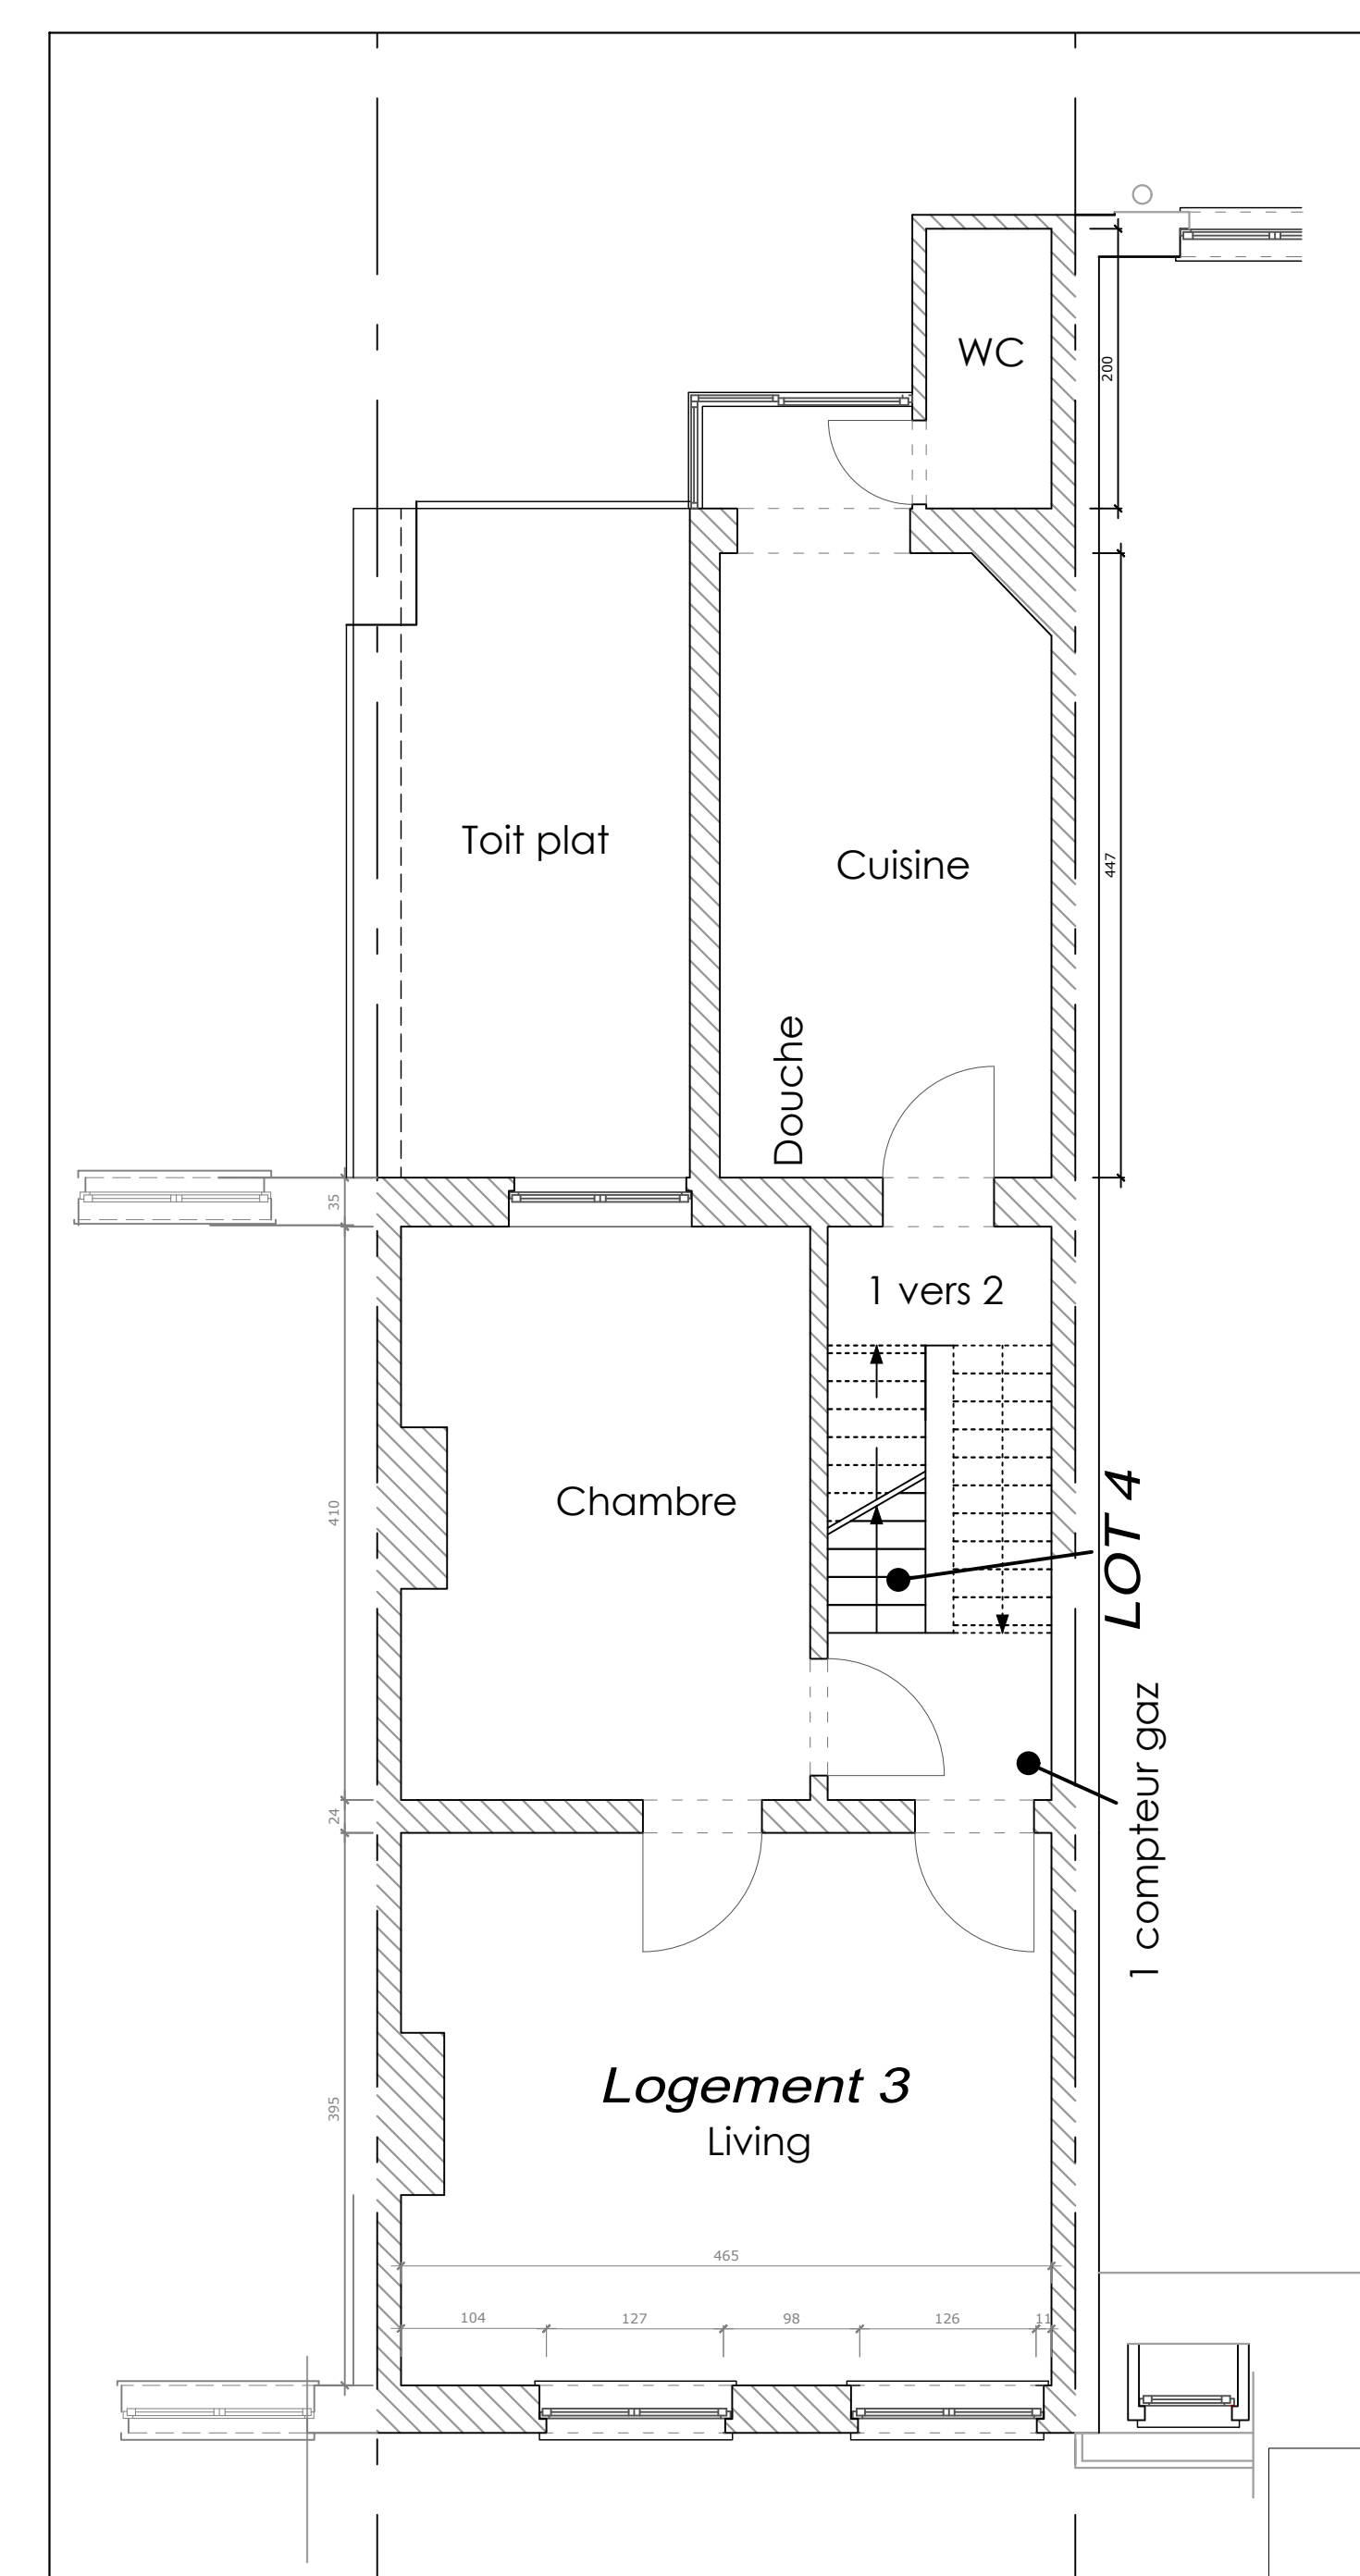 WC
200
Toit plat
Cuisine
447
Douche
35
1 vers 2
Chambre
410
LOT 4
1 compteur gaz
24
Logement 3
Living
395
465
104
127
98
126
11